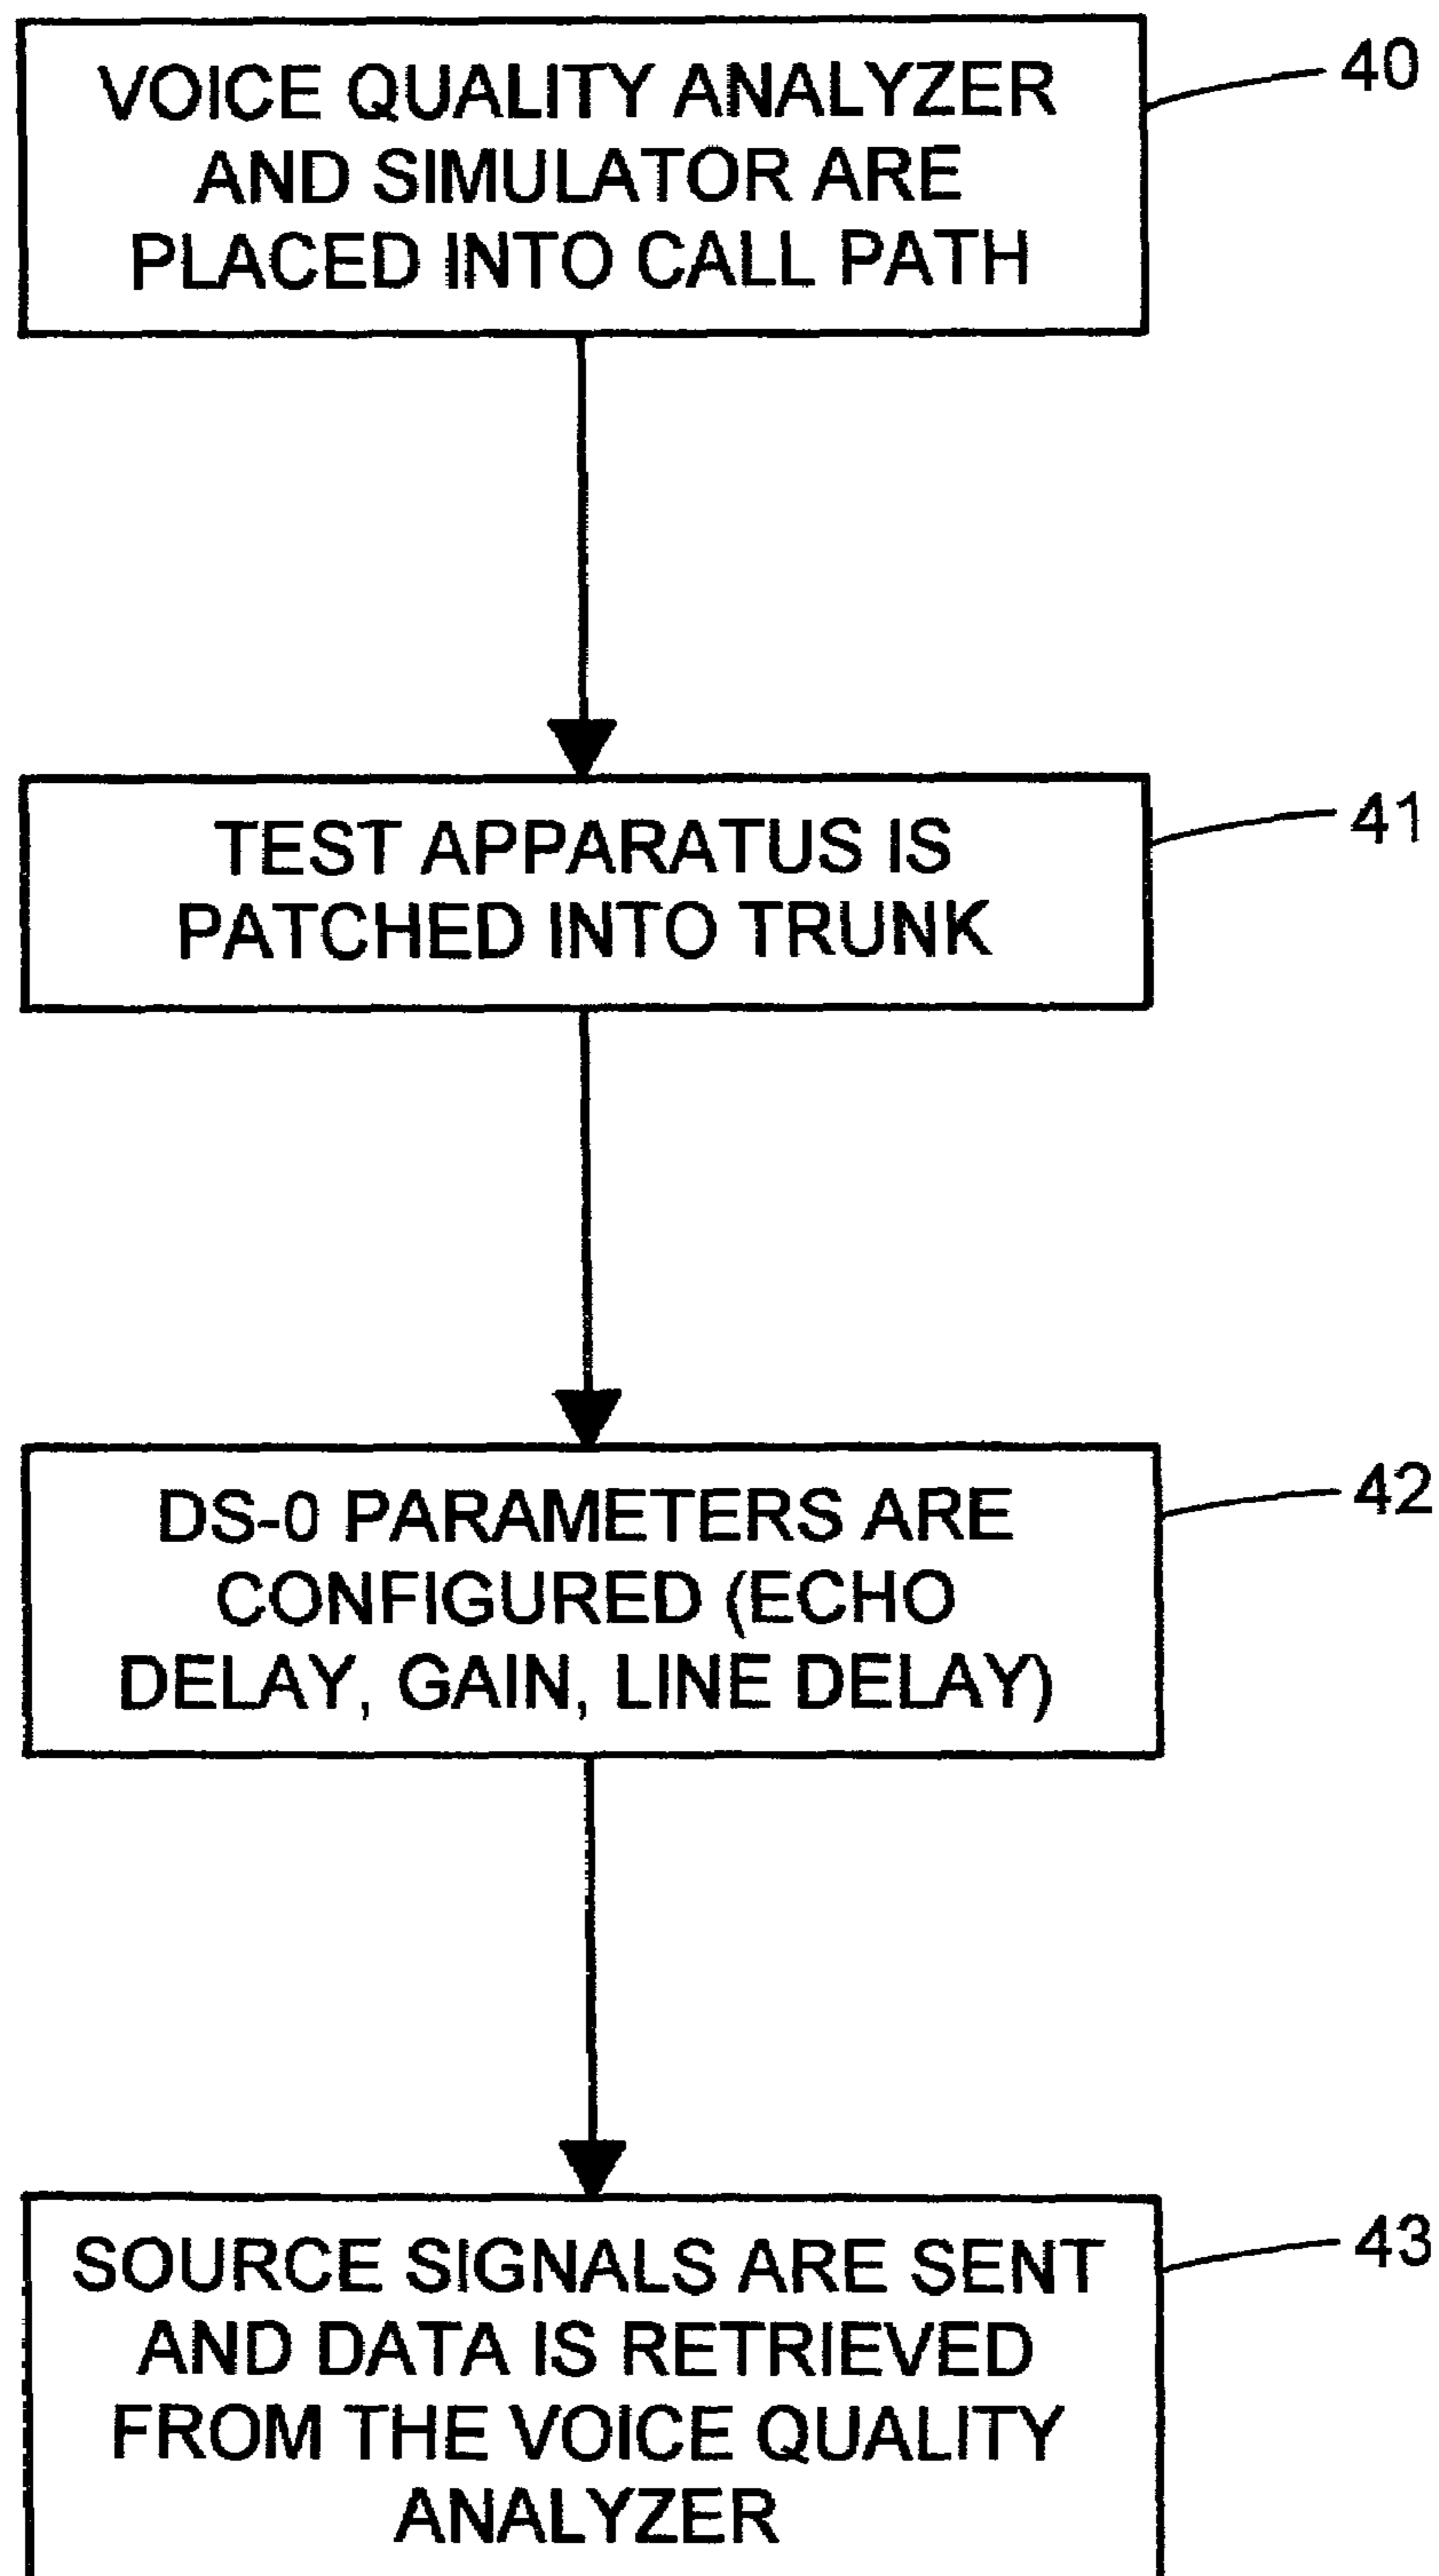 VOICE QUALITY ANALYZER
AND SIMULATOR ARE
PLACED INTO CALL PATH
40
TEST APPARATUS IS
PATCHED INTO TRUNK
41
DS-0 PARAMETERS ARE
CONFIGURED (ECHO
DELAY, GAIN, LINE DELAY)
42
SOURCE SIGNALS ARE SENT
AND DATA IS RETRIEVED
FROM THE VOICE QUALITY
ANALYZER
43